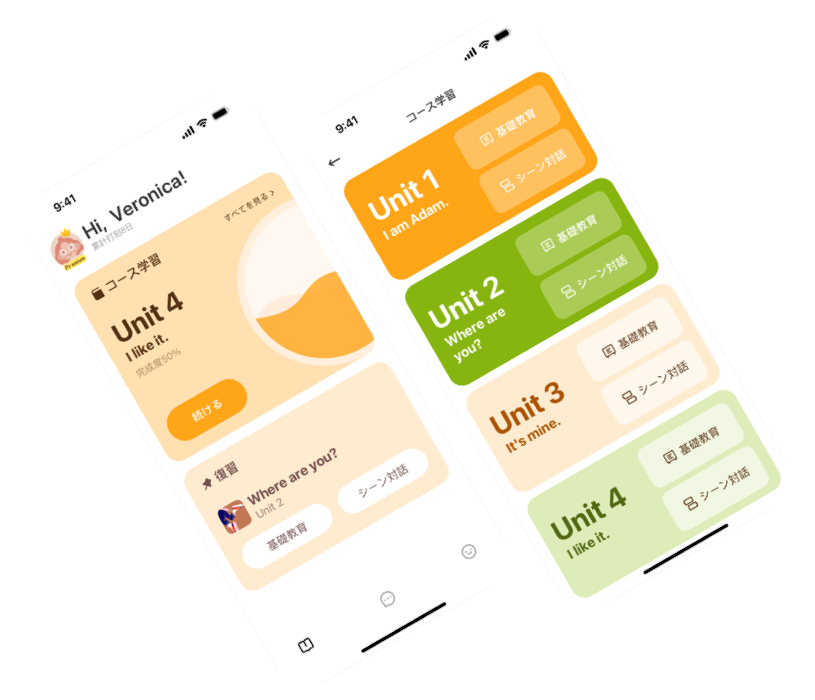 9:41
Hi, Veronica!
累計打刻8日
Premium
コース学習
すべてを見る >
Unit 4
I like it.
完成度50%
続ける
復習
Where are you?
Unit 2
基礎教育
シーン対話
9:41
コース学習
Unit 1
I am Adam.
基礎教育
シーン対話
Unit 2
Where are
you?
基礎教育
シーン対話
Unit 3
It's mine.
基礎教育
シーン対話
Unit 4
I like it.
基礎教育
シーン対話